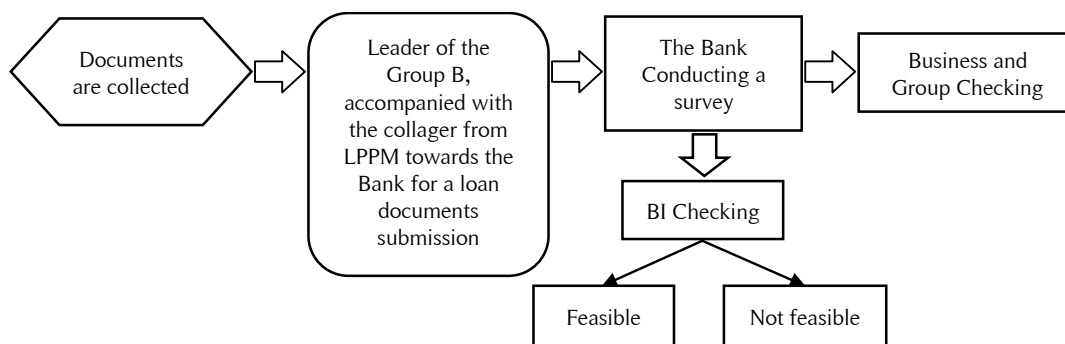 Documents
are collected
Leader of the
Group B,
accompanied with
the collager from
LPPM towards the
Bank for a loan
documents
submission
The Bank
Conducting a
survey
Business and
Group Checking
BI Checking
Feasible
Not feasible